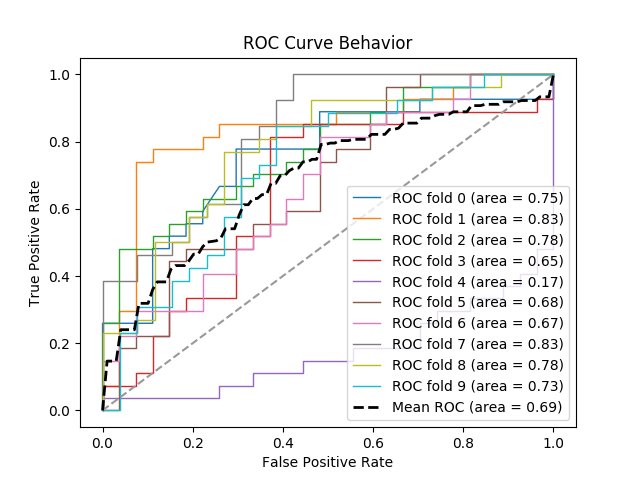 ROC Curve Behavior
True Positive Rate
1.0
0.8
0.6
0.4
0.2
0.0
ROC fold 0 (area = 0.75)
ROC fold 1 (area = 0.83)
ROC fold 2 (area = 0.78)
ROC fold 3 (area = 0.65)
ROC fold 4 (area = 0.17)
ROC fold 5 (area = 0.68)
ROC fold 6 (area = 0.67)
ROC fold 7 (area = 0.83)
ROC fold 8 (area = 0.78)
ROC fold 9 (area = 0.73)
Mean ROC (area = 0.69)
0.0 0.2 0.4 0.6 0.8 1.0
False Positive Rate